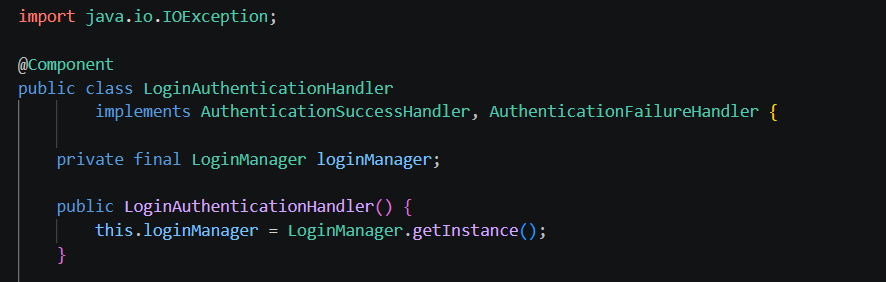 import java.io.IOException;
@Component
public class LoginAuthenticationHandler
implements AuthenticationSuccessHandler, AuthenticationFailureHandler {
private final LoginManager loginManager;
public LoginAuthenticationHandler() {
this.loginManager = LoginManager.getInstance();
}